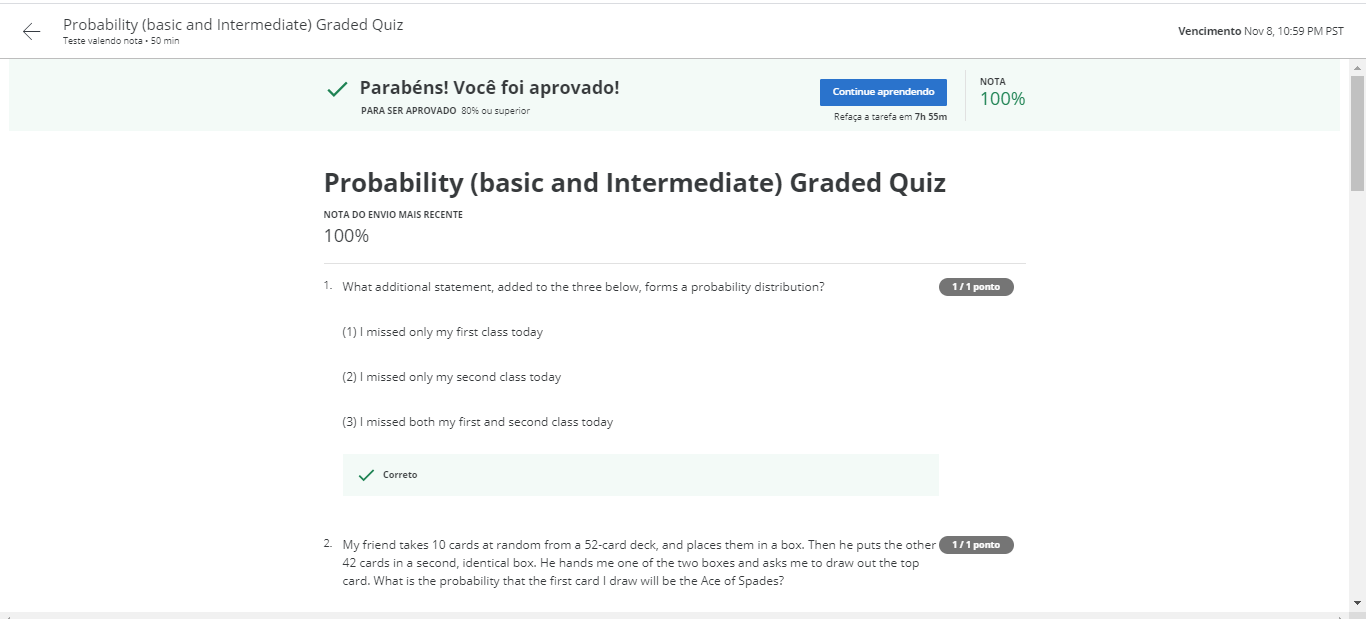 Probability (basic and Intermediate) Graded Quiz
Teste valendo nota • 50 min
Vencimento Nov 8, 10:59 PM PST
Parabéns! Você foi aprovado!
PARA SER APROVADO 80% ou superior
Continue aprendendo
Refaça a tarefa em 7h 55m
NOTA
100%
Probability (basic and Intermediate) Graded Quiz
NOTA DO ENVIO MAIS RECENTE
100%
1. What additional statement, added to the three below, forms a probability distribution?
1 / 1 ponto
(1) I missed only my first class today
(2) I missed only my second class today
(3) I missed both my first and second class today
Correto
2. My friend takes 10 cards at random from a 52-card deck, and places them in a box. Then he puts the other
1 / 1 ponto
42 cards in a second, identical box. He hands me one of the two boxes and asks me to draw out the top
card. What is the probability that the first card I draw will be the Ace of Spades?